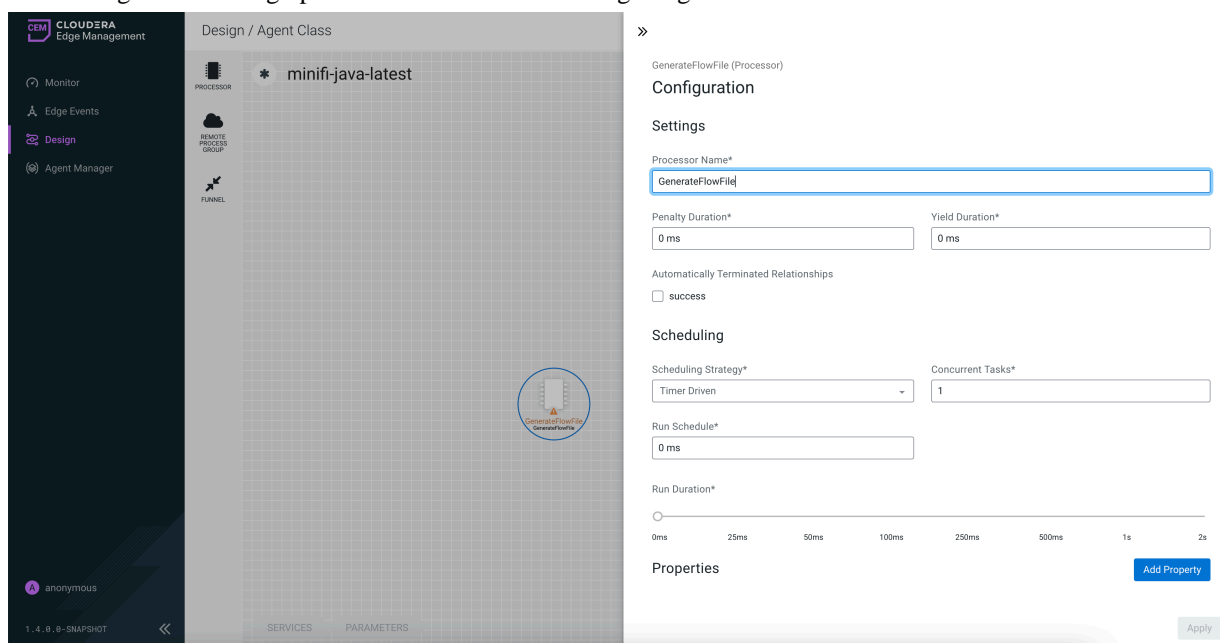 CEM CLOUDERA
Edge Management
Monitor
Edge Events
Design
Agent Manager
A anonymous
1.4.0.0-SNAPSHOT
Design / Agent Class
PROCESSOR
REMOTE
PROCESS
GROUP
FUNNEL
minifi-java-latest
GenerateFlowFile
GenerateFlowFile
SERVICES PARAMETERS
GenerateFlowFile (Processor)
Configuration
Settings
Processor Name*
GenerateFlowFile
Penalty Duration* Yield Duration*
0 ms 0 ms
Automatically Terminated Relationships
success
Scheduling
Scheduling Strategy* Concurrent Tasks*
Timer Driven 1
Run Schedule*
0 ms
Run Duration*
0ms 25ms 50ms 100ms 250ms 500ms 1s 2s
Properties Add Property
Apply